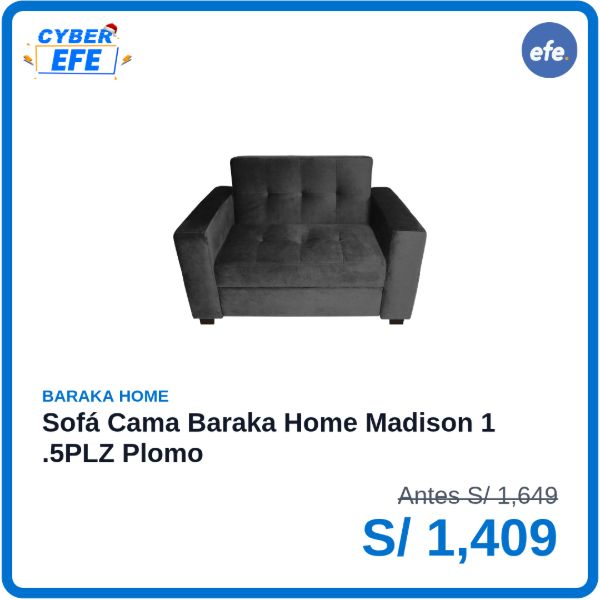 CYBER
EFE
efe.
BARAKA HOME
Sofá Cama Baraka Home Madison 1
.5PLZ Plomo
Antes S/ 1,649
S/ 1,409